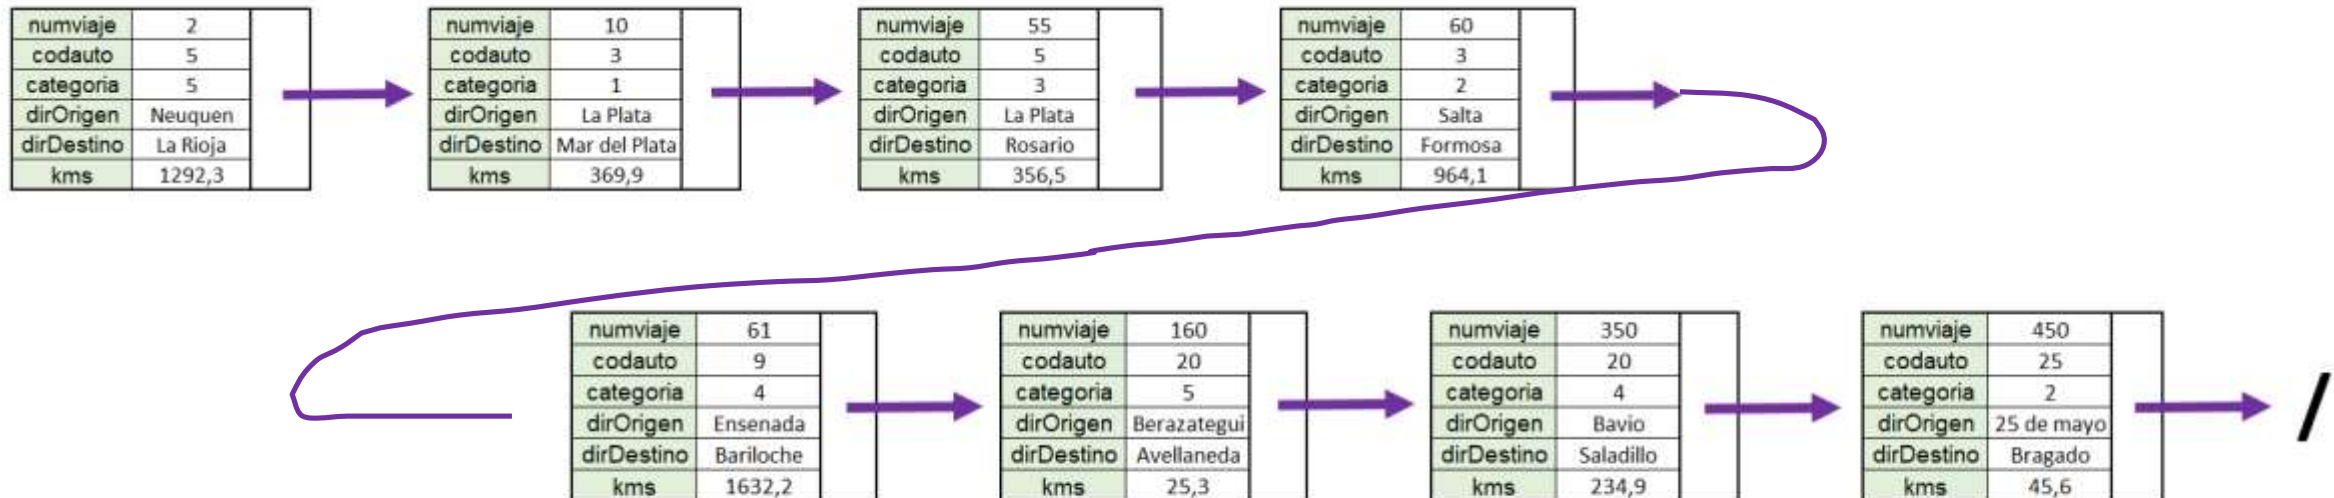 numviaje 2
codauto 5
categoria 5
dirOrigen Neuquen
dirDestino La Rioja
kms 1292,3
numviaje 10
codauto 3
categoria 1
dirOrigen La Plata
dirDestino Mar del Plata
kms 369,9
numviaje 55
codauto 5
categoria 3
dirOrigen La Plata
dirDestino Rosario
kms 356,5
numviaje 60
codauto 3
categoria 2
dirOrigen Salta
dirDestino Formosa
kms 964,1
numviaje 61
codauto 9
categoria 4
dirOrigen Ensenada
dirDestino Bariloche
kms 1632,2
numviaje 160
codauto 20
categoria 5
dirOrigen Berazategui
dirDestino Avellaneda
kms 25,3
numviaje 350
codauto 20
categoria 4
dirOrigen Bavio
dirDestino Saladillo
kms 234,9
numviaje 450
codauto 25
categoria 2
dirOrigen 25 de mayo
dirDestino Bragado
kms 45,6
/